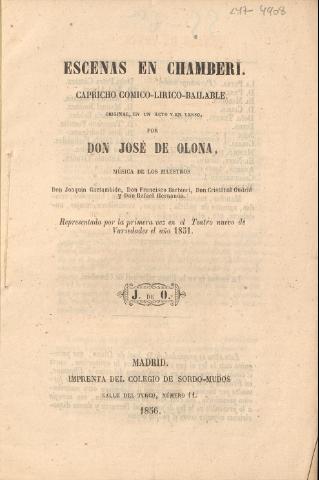 147-4908
ESCENAS EN CHAMBERÍ.
CAPRICHO COMICO-LIRICO-BAILABLE,
ORIGINAL, EN UN ACTO Y EN VERSO,
POR
DON JOSÉ DE OLONA,
MÚSICA DE LOS MAESTROS
Don Joaquin Gaztambide, Don Francisco Barbieri, Don Cristóbal Oudrid
y Don Rafael Hernando.
Representado por la primera vez en el Teatro nuevo de
Variedades el año 1851.
J. DE O.
MADRID.
IMPRENTA DEL COLEGIO DE SORDO-MUDOS
CALLE DEL TURCO, NÚMERO 11.
1856.